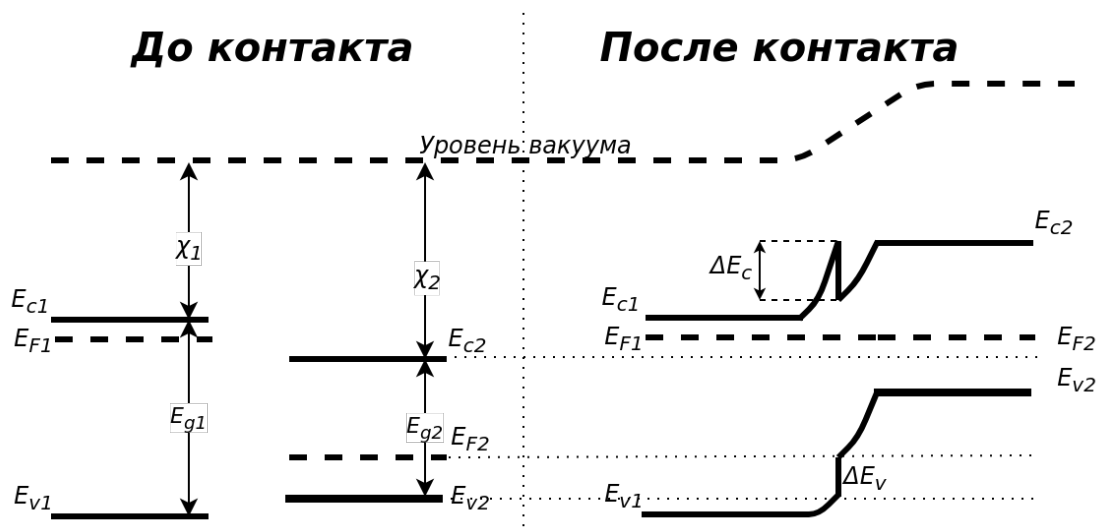 До контакта
После контакта
Уровень вакуума
χ1
χ2
Ec1
EF1
Eg1
Ev1
Ec2
Eg2
EF2
Ev2
ΔEc
Ec1
EF1
Ev1
ΔEv
Ec2
EF2
Ev2